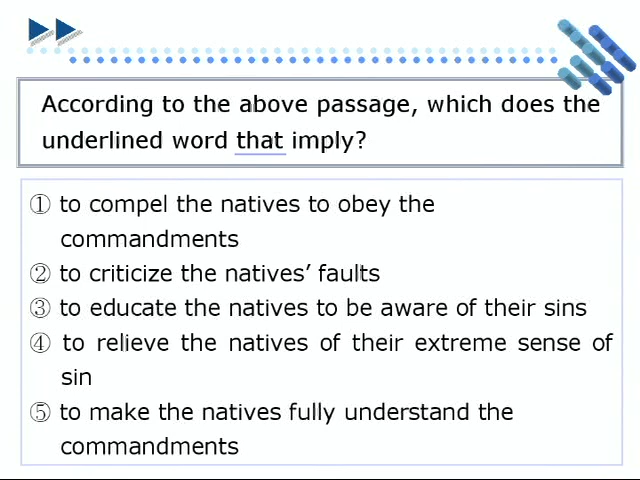 According to the above passage, which does the
underlined word that imply?
① to compel the natives to obey the
commandments
② to criticize the natives’ faults
③ to educate the natives to be aware of their sins
④ to relieve the natives of their extreme sense of
sin
⑤ to make the natives fully understand the
commandments